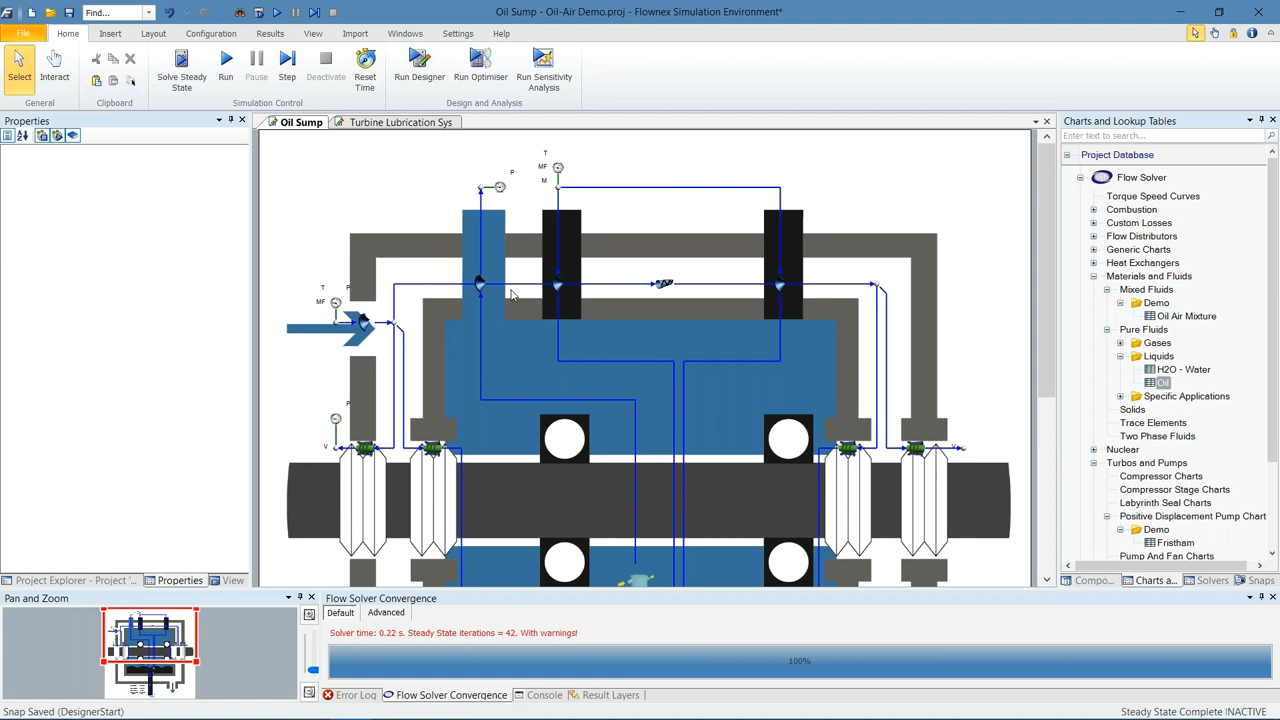 Find...
Oil Sump - Oil-Air Demo.proj - Flownex Simulation Environment*
File
Home
Insert
Layout
Configuration
Results
View
Import
Windows
Settings
Help
Select
Interact
Solve Steady State
Run
Pause
Step
Deactivate
Reset Time
Run Designer
Run Optimiser
Run Sensitivity Analysis
General
Clipboard
Simulation Control
Design and Analysis
Properties
Oil Sump
Turbine Lubrication Sys
Charts and Lookup Tables
Enter text to search...
Project Database
Flow Solver
Torque Speed Curves
Combustion
Custom Losses
Flow Distributors
Generic Charts
Heat Exchangers
Materials and Fluids
Mixed Fluids
Demo
Oil Air Mixture
Pure Fluids
Gases
Liquids
H2O - Water
Oil
Specific Applications
Solids
Trace Elements
Two Phase Fluids
Nuclear
Turbos and Pumps
Compressor Charts
Compressor Stage Charts
Labyrinth Seal Charts
Positive Displacement Pump Chart
Demo
Fristham
Pump And Fan Charts
T
MF
M
P
T
P
MF
P
V
V
Project Explorer - Project '...
Properties
View
Compo...
Charts a...
Solvers
Snaps
Pan and Zoom
Flow Solver Convergence
Default
Advanced
Solver time: 0.22 s. Steady State iterations = 42. With warnings!
100%
Error Log
Flow Solver Convergence
Console
Result Layers
Snap Saved (DesignerStart)
Steady State Complete !NACTIVE